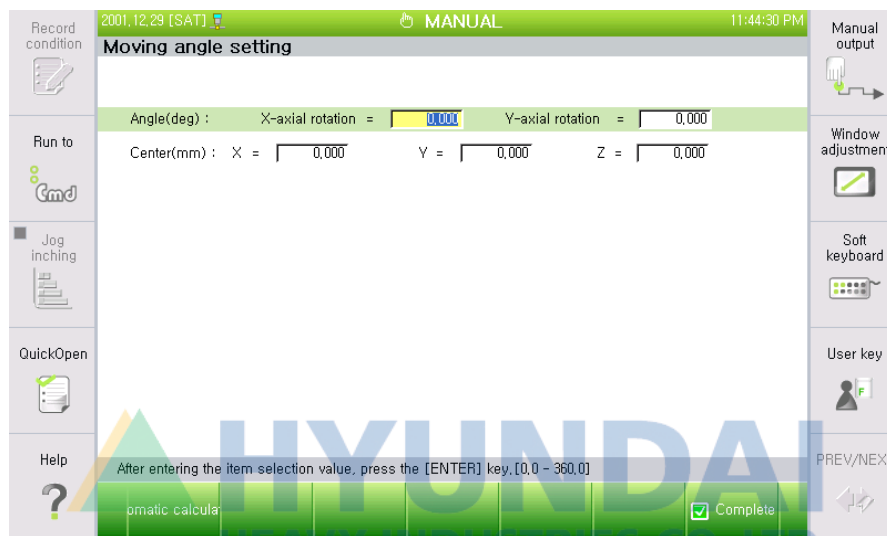 2001,12,29 [SAT]
MANUAL
11:44:30 PM
Moving angle setting
Record
condition
Run to
Cmd
Jog
inching
QuickOpen
Help
?
Angle(deg) : X-axial rotation = 0,000 Y-axial rotation = 0,000
Center(mm) : X = 0,000 Y = 0,000 Z = 0,000
HYUNDAI
After entering the item selection value, press the [ENTER] key,[0,0 - 360,0]
omatic calcula
Complete
Manual
output
Window
adjustmen
Soft
keyboard
User key
F
PREV/NEX